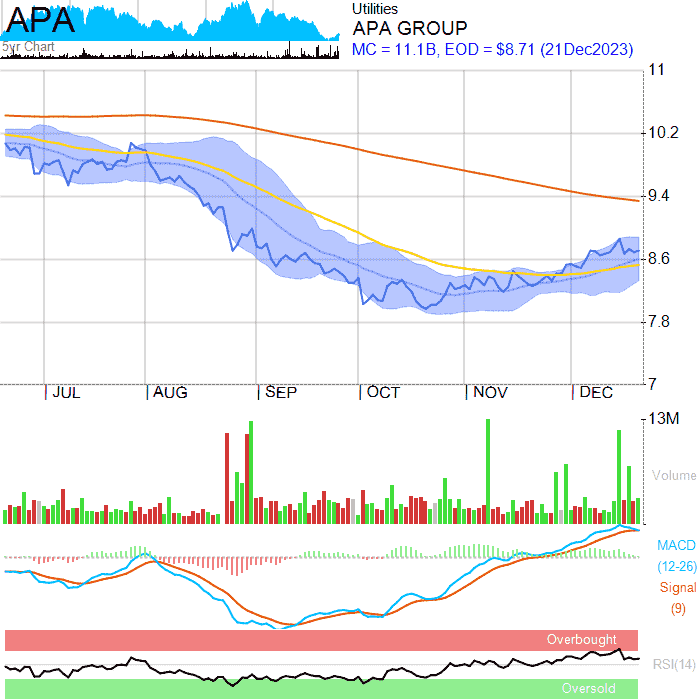 APA
5yr Chart
Utilities
APA GROUP
MC = 11.1B, EOD = $8.71 (21Dec2023)
11
10.2
9.4
8.6
7.8
7
JUL AUG SEP OCT NOV DEC
13M
Volume
MACD
(12-26)
Signal
(9)
Overbought
RSI(14)
Oversold